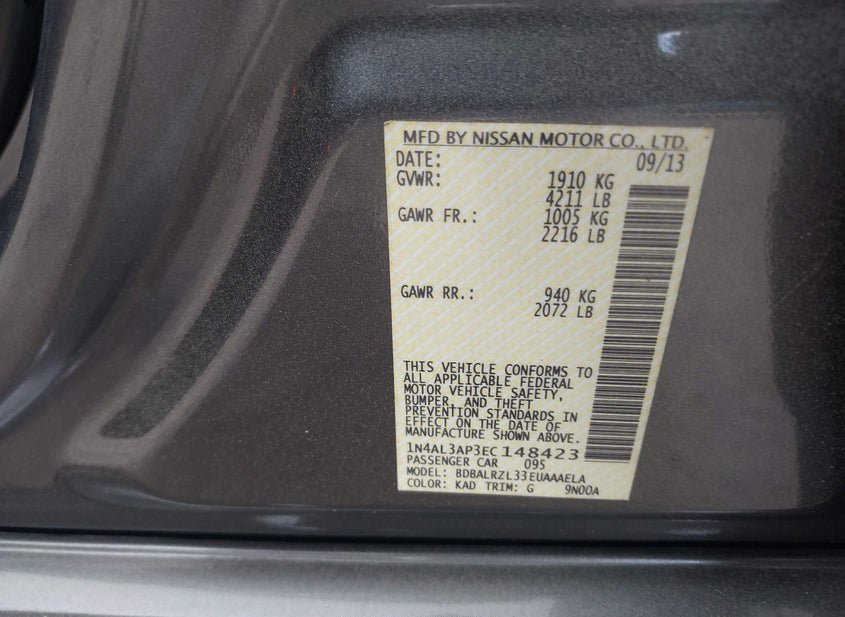 MFD BY NISSAN MOTOR CO., LTD.
DATE: 09/13
GVWR: 1910 KG
4211 LB
GAWR FR.: 1005 KG
2216 LB
GAWR RR.: 940 KG
2072 LB
THIS VEHICLE CONFORMS TO
ALL APPLICABLE FEDERAL
MOTOR VEHICLE SAFETY,
BUMPER, AND THEFT
PREVENTION STANDARDS IN
EFFECT ON THE DATE OF
MANUFACTURE SHOWN ABOVE.
1N4AL3AP3EC148423
PASSENGER CAR 095
MODEL: BDBALRZL33EUAAAELA
COLOR: KAD TRIM: G 9N00A